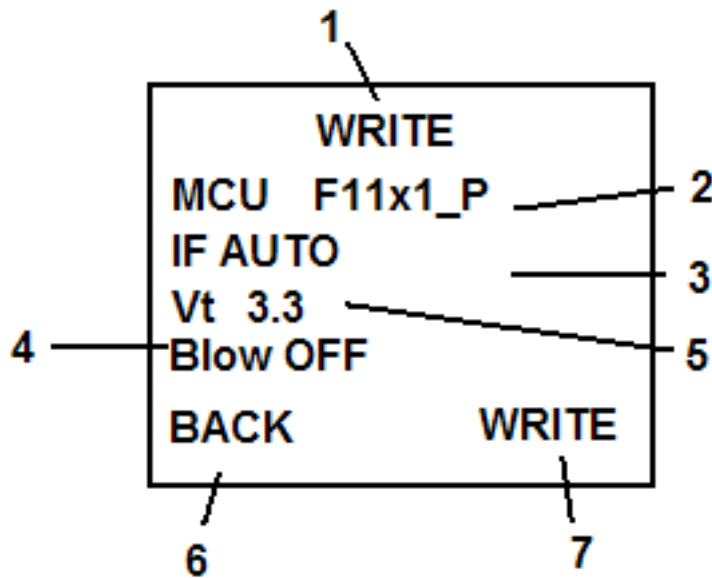 1
WRITE
MCU F11x1_P 2
IF AUTO
3
Vt 3.3
4 Blow OFF 5
BACK WRITE
6 7